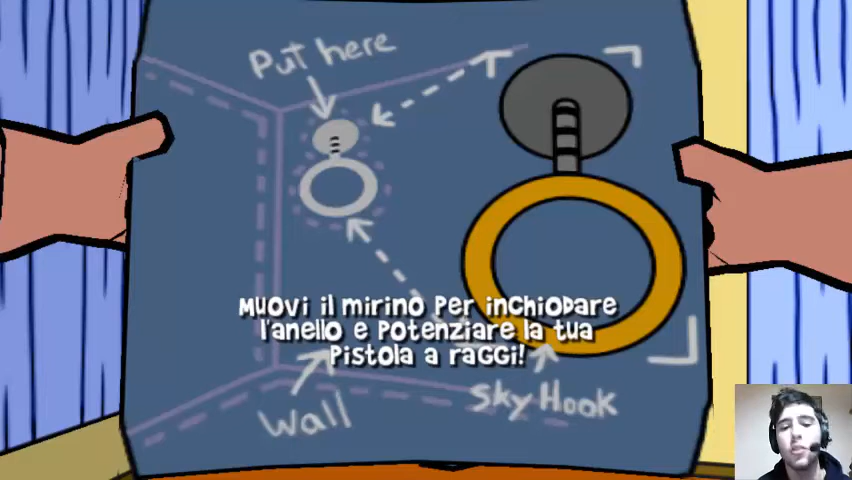 Put here
Muovi il mirino per inchiodare
l'anello e potenziare la tua
pistola a raggi!
Wall
Sky Hook